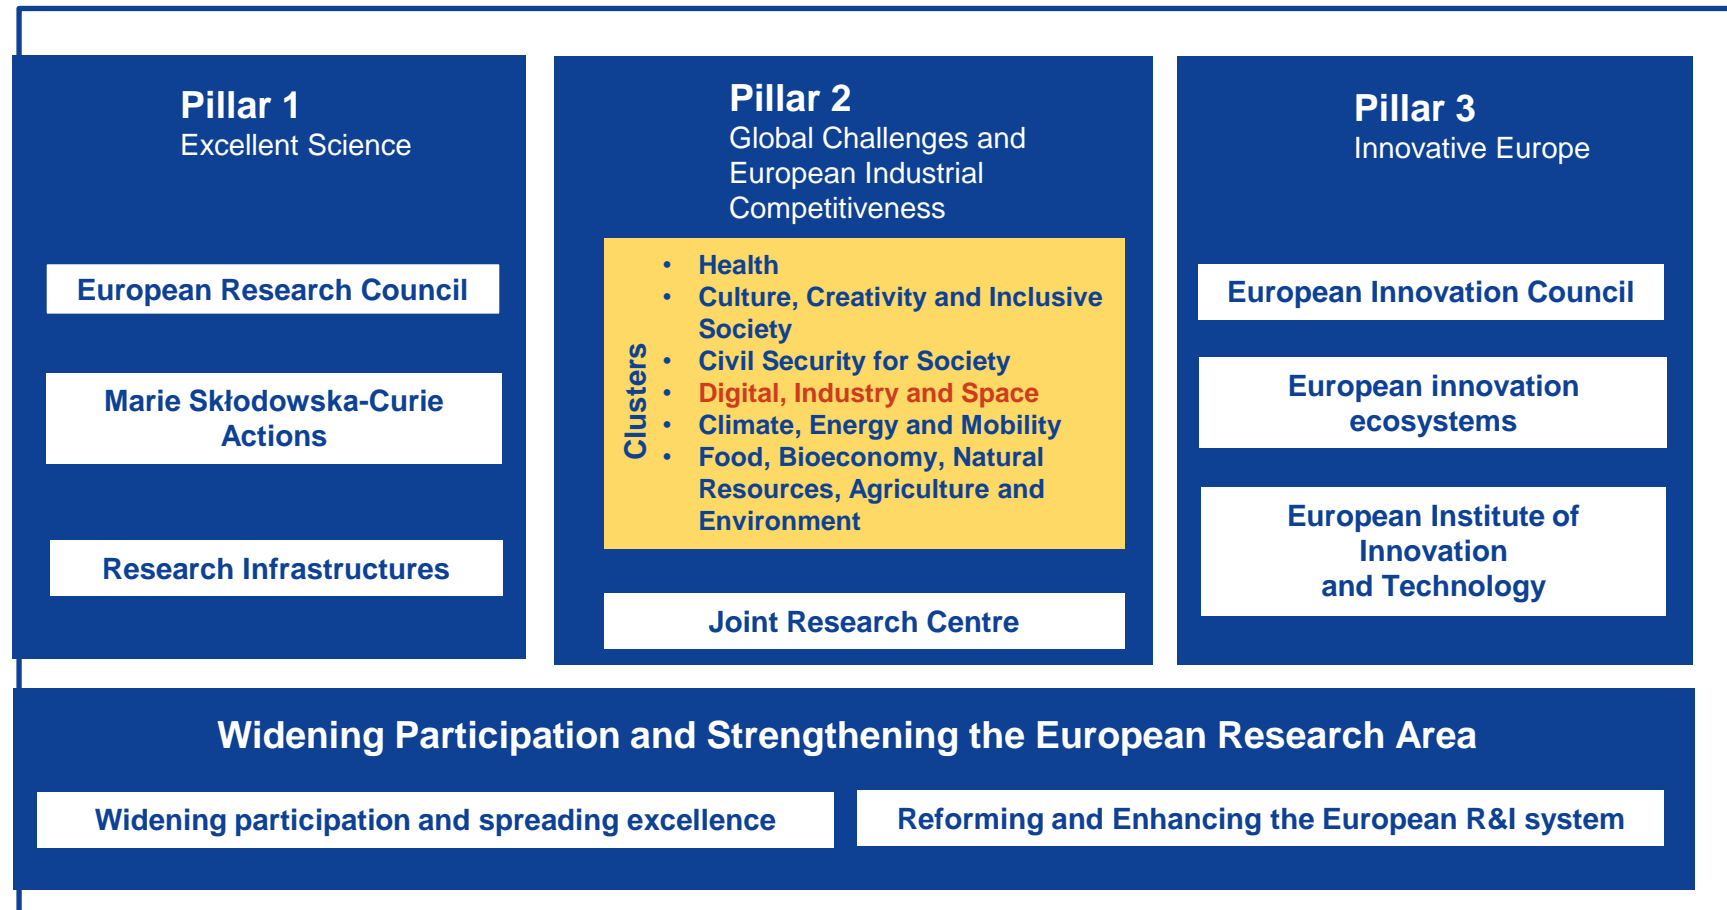 Pillar 1
Excellent Science
European Research Council
Marie Skłodowska-Curie
Actions
Research Infrastructures
Pillar 2
Global Challenges and
European Industrial
Competitiveness
Clusters
• Health
• Culture, Creativity and Inclusive
Society
• Civil Security for Society
• Digital, Industry and Space
• Climate, Energy and Mobility
• Food, Bioeconomy, Natural
Resources, Agriculture and
Environment
Joint Research Centre
Pillar 3
Innovative Europe
European Innovation Council
European innovation
ecosystems
European Institute of
Innovation
and Technology
Widening Participation and Strengthening the European Research Area
Widening participation and spreading excellence
Reforming and Enhancing the European R&I system